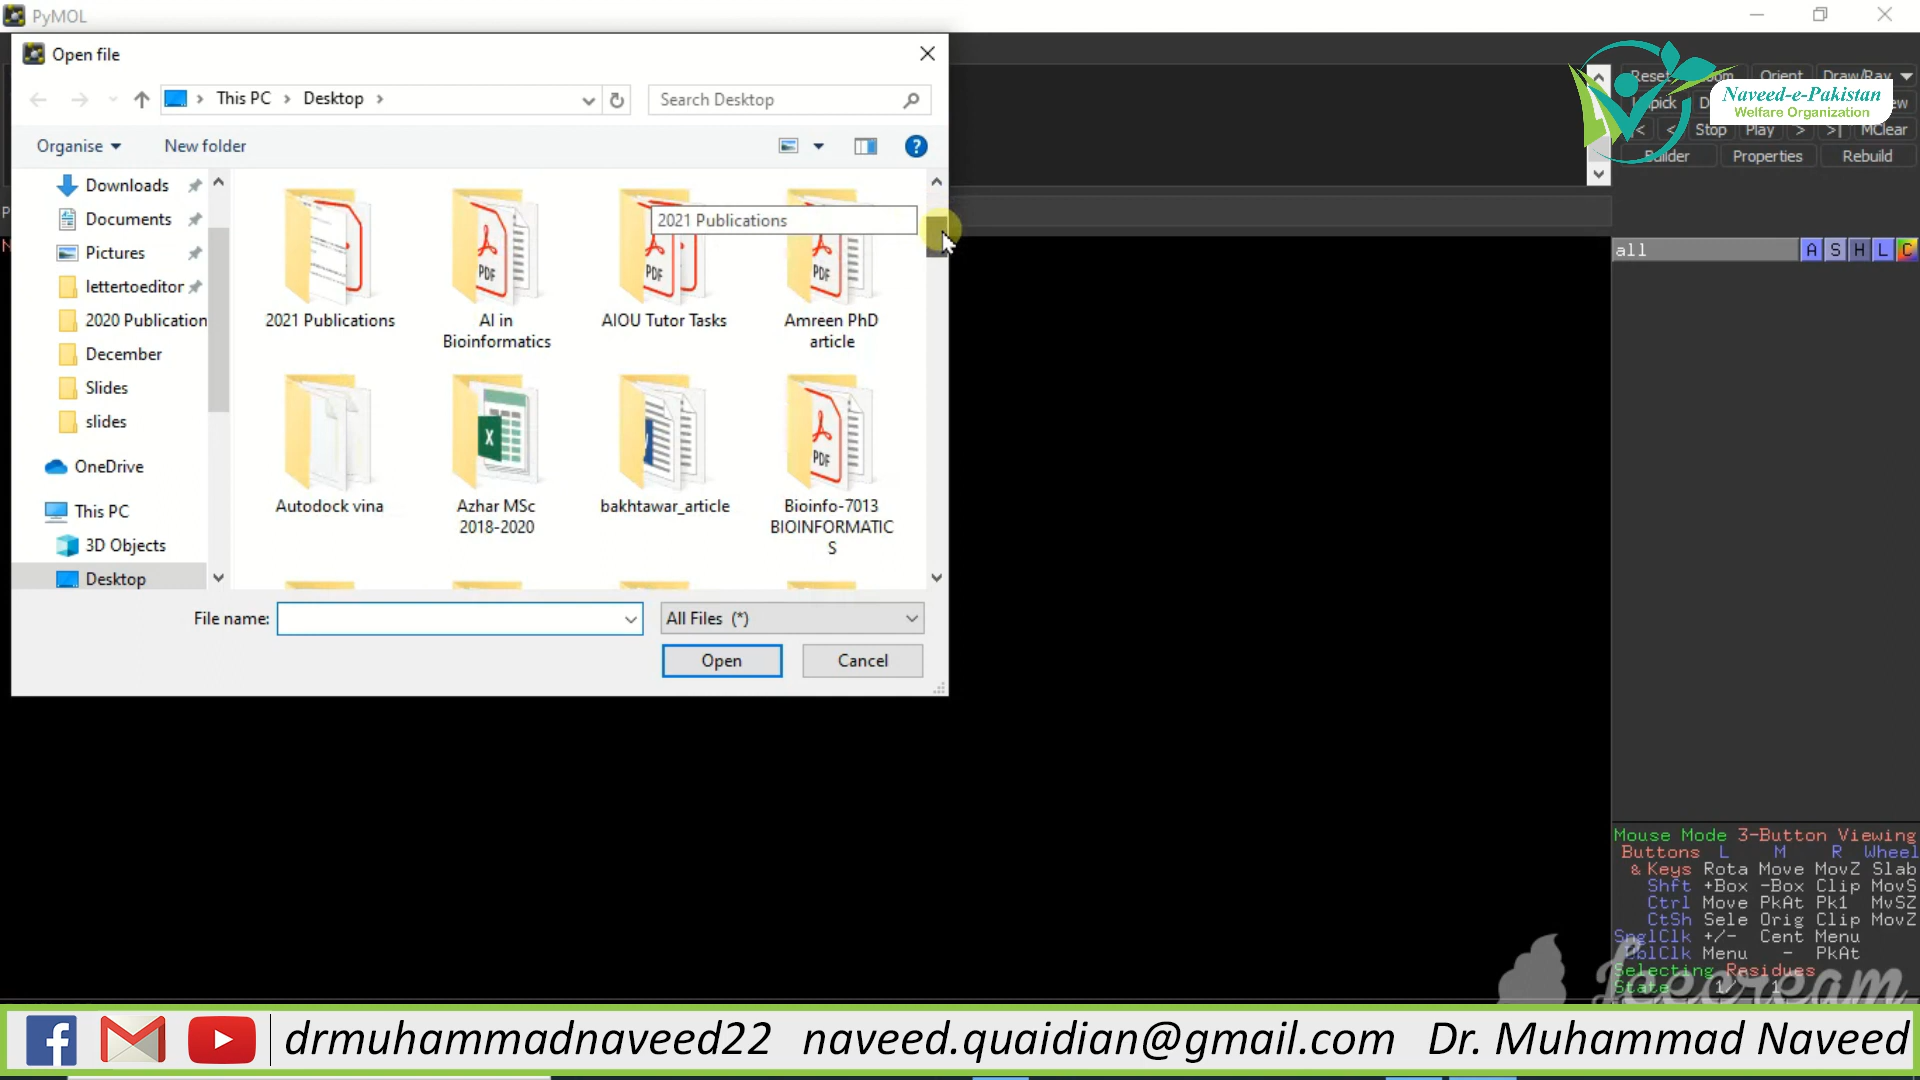 PyMOL
Open file
This PC
Desktop
Search Desktop
Organise
New folder
Downloads
Documents
Pictures
lettertoeditor
2020 Publication
December
Slides
slides
OneDrive
This PC
3D Objects
Desktop
2021 Publications
2021 Publications
AI in
Bioinformatics
AIOU Tutor Tasks
Amreen PhD
article
Autodock vina
Azhar MSc
2018-2020
bakhtawar_article
Bioinfo-7013
BIOINFORMATIC
S
File name:
All Files (*)
Open
Cancel
Reset Orient Draw/Ray
Naveed-e-Pakistan
Welfare Organization
|< < Stop Play > >| MClear
Builder Properties Rebuild
all A S H L C
Mouse Mode 3-Button Viewing
Buttons L M R Wheel
& Keys Rota Move MovZ Slab
Shft +Box -Box Clip MovS
Ctrl Move PkAt Pk1 MvSZ
CtSh Sele Orig Clip MovZ
SnglClk +/- Cent Menu
DblClk Menu - PkAt
Selecting Residues
State 1/ 1
Icecream
drmuhammadnaveed22 naveed.quaidian@gmail.com Dr. Muhammad Naveed